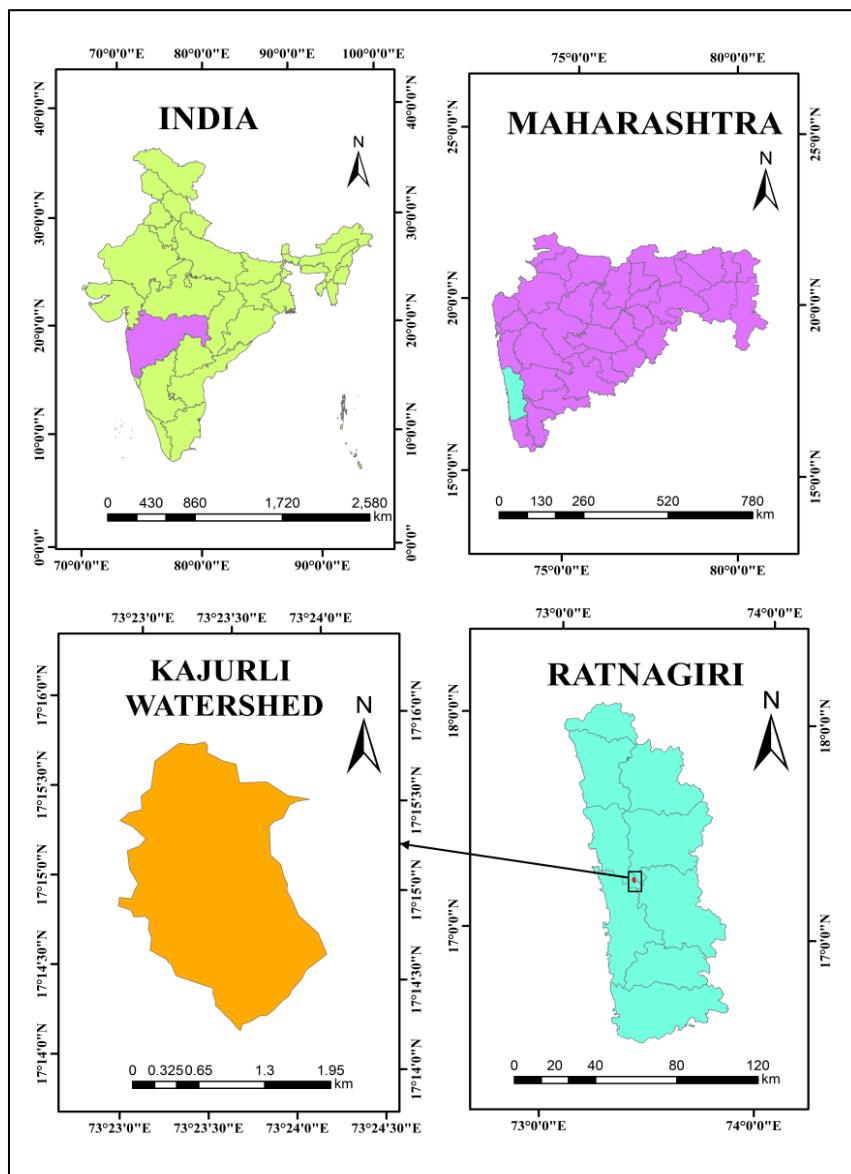 70°0'0"E 80°0'0"E 90°0'0"E 100°0'0"E
INDIA
N
40°0'0"N
30°0'0"N
20°0'0"N
10°0'0"N
0°0'0"
40°0'0"N
30°0'0"N
20°0'0"N
10°0'0"N
0°0'0"
0 430 860 1,720 2,580
km
70°0'0"E 80°0'0"E 90°0'0"E
75°0'0"E 80°0'0"E
MAHARASHTRA
N
25°0'0"N
20°0'0"N
15°0'0"N
25°0'0"N
20°0'0"N
15°0'0"N
0 130 260 520 780
km
75°0'0"E 80°0'0"E
73°23'0"E 73°23'30"E 73°24'0"E
KAJURLI
WATERSHED
N
17°16'0"N
17°15'30"N
17°15'0"N
17°14'30"N
17°14'0"N
17°16'0"N
17°15'30"N
17°15'0"N
17°14'30"N
17°14'0"N
0 0.325 0.65 1.3 1.95
km
73°23'0"E 73°23'30"E 73°24'0"E 73°24'30"E
73°0'0"E 74°0'0"E
RATNAGIRI
N
18°0'0"N
17°0'0"N
18°0'0"N
17°0'0"N
0 20 40 80 120
km
73°0'0"E 74°0'0"E